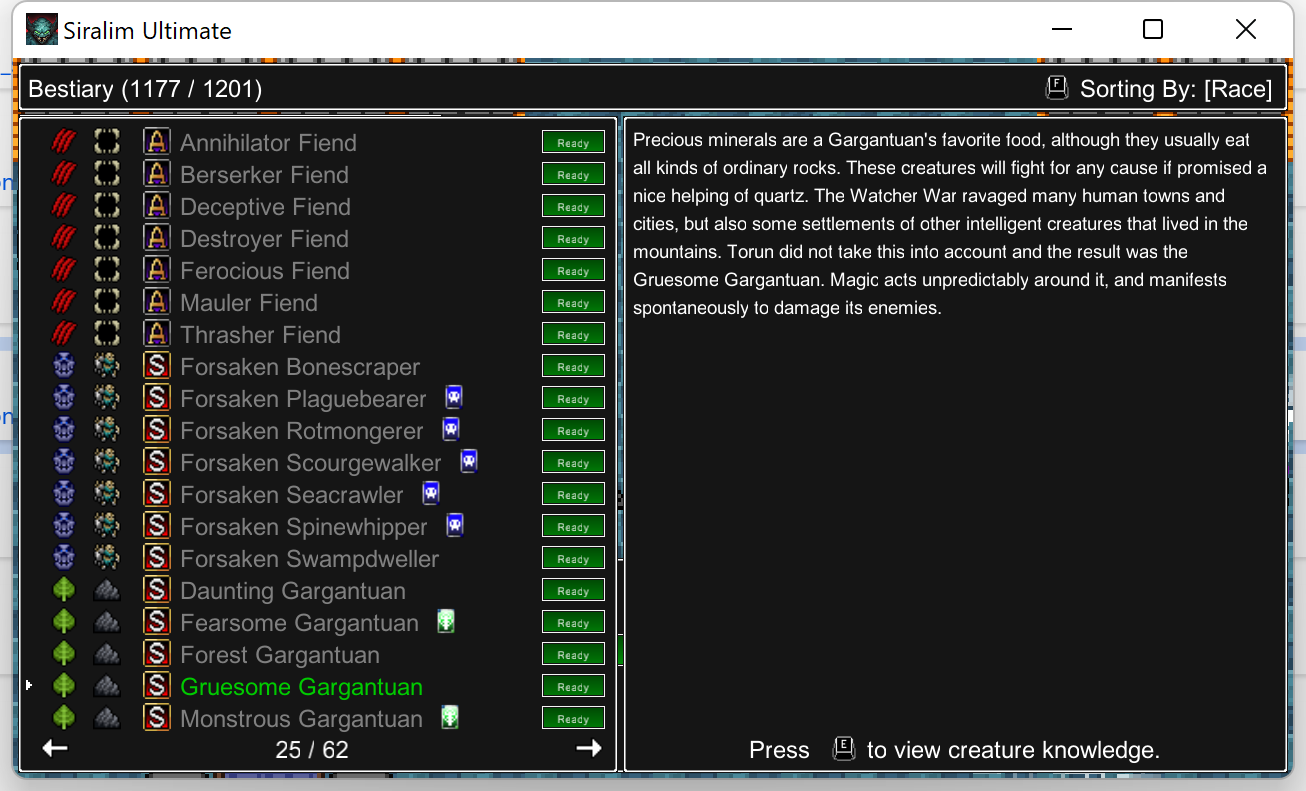 Siralim Ultimate
Bestiary (1177 / 1201)
F Sorting By: [Race]
A Annihilator Fiend Ready
A Berserker Fiend Ready
A Deceptive Fiend Ready
A Destroyer Fiend Ready
A Ferocious Fiend Ready
A Mauler Fiend Ready
A Thrasher Fiend Ready
S Forsaken Bonescraper Ready
S Forsaken Plaguebearer Ready
S Forsaken Rotmongerer Ready
S Forsaken Scourgewalker Ready
S Forsaken Seacrawler Ready
S Forsaken Spinewhipper Ready
S Forsaken Swampdweller Ready
S Daunting Gargantuan Ready
S Fearsome Gargantuan Ready
S Forest Gargantuan Ready
S Gruesome Gargantuan Ready
S Monstrous Gargantuan Ready
25 / 62
Precious minerals are a Gargantuan's favorite food, although they usually eat
all kinds of ordinary rocks. These creatures will fight for any cause if promised a
nice helping of quartz. The Watcher War ravaged many human towns and
cities, but also some settlements of other intelligent creatures that lived in the
mountains. Torun did not take this into account and the result was the
Gruesome Gargantuan. Magic acts unpredictably around it, and manifests
spontaneously to damage its enemies.
Press E to view creature knowledge.